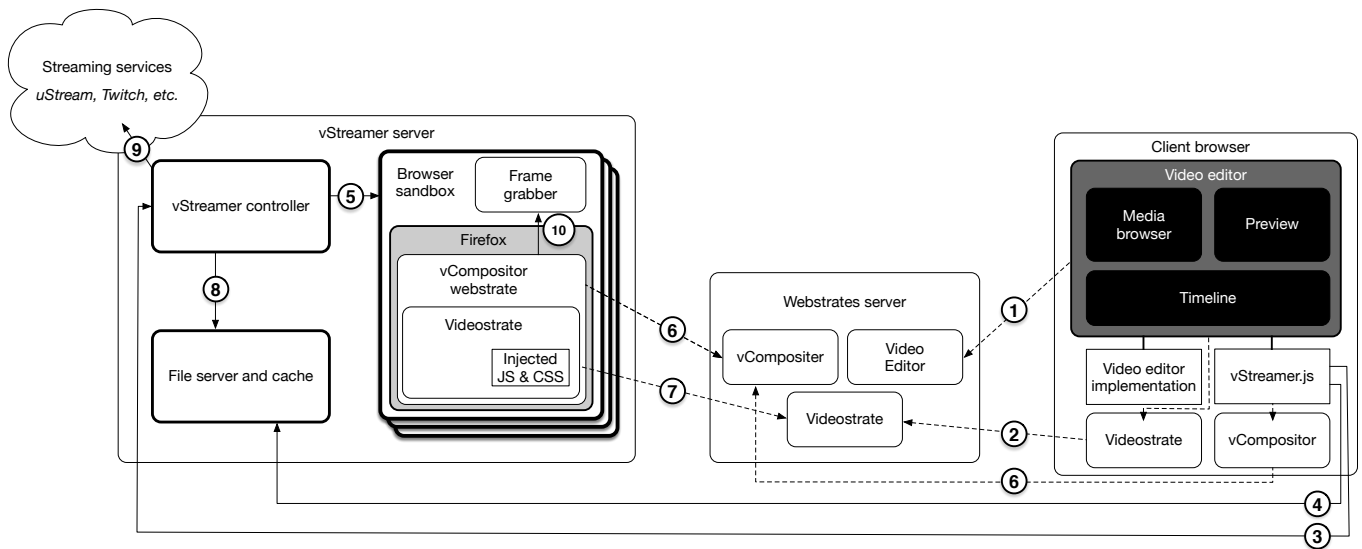 Streaming services
uStream, Twitch, etc.
9
vStreamer server
vStreamer controller
5
Browser
sandbox
Frame
grabber
10
Firefox
vCompositor
webstrate
Videostrate
Injected
JS & CSS
8
File server and cache
6
7
Webstrates server
vCompositer
Video
Editor
Videostrate
1
2
6
Client browser
Video editor
Media
browser
Preview
Timeline
Video editor
implementation
vStreamer.js
Videostrate
vCompositor
4
3